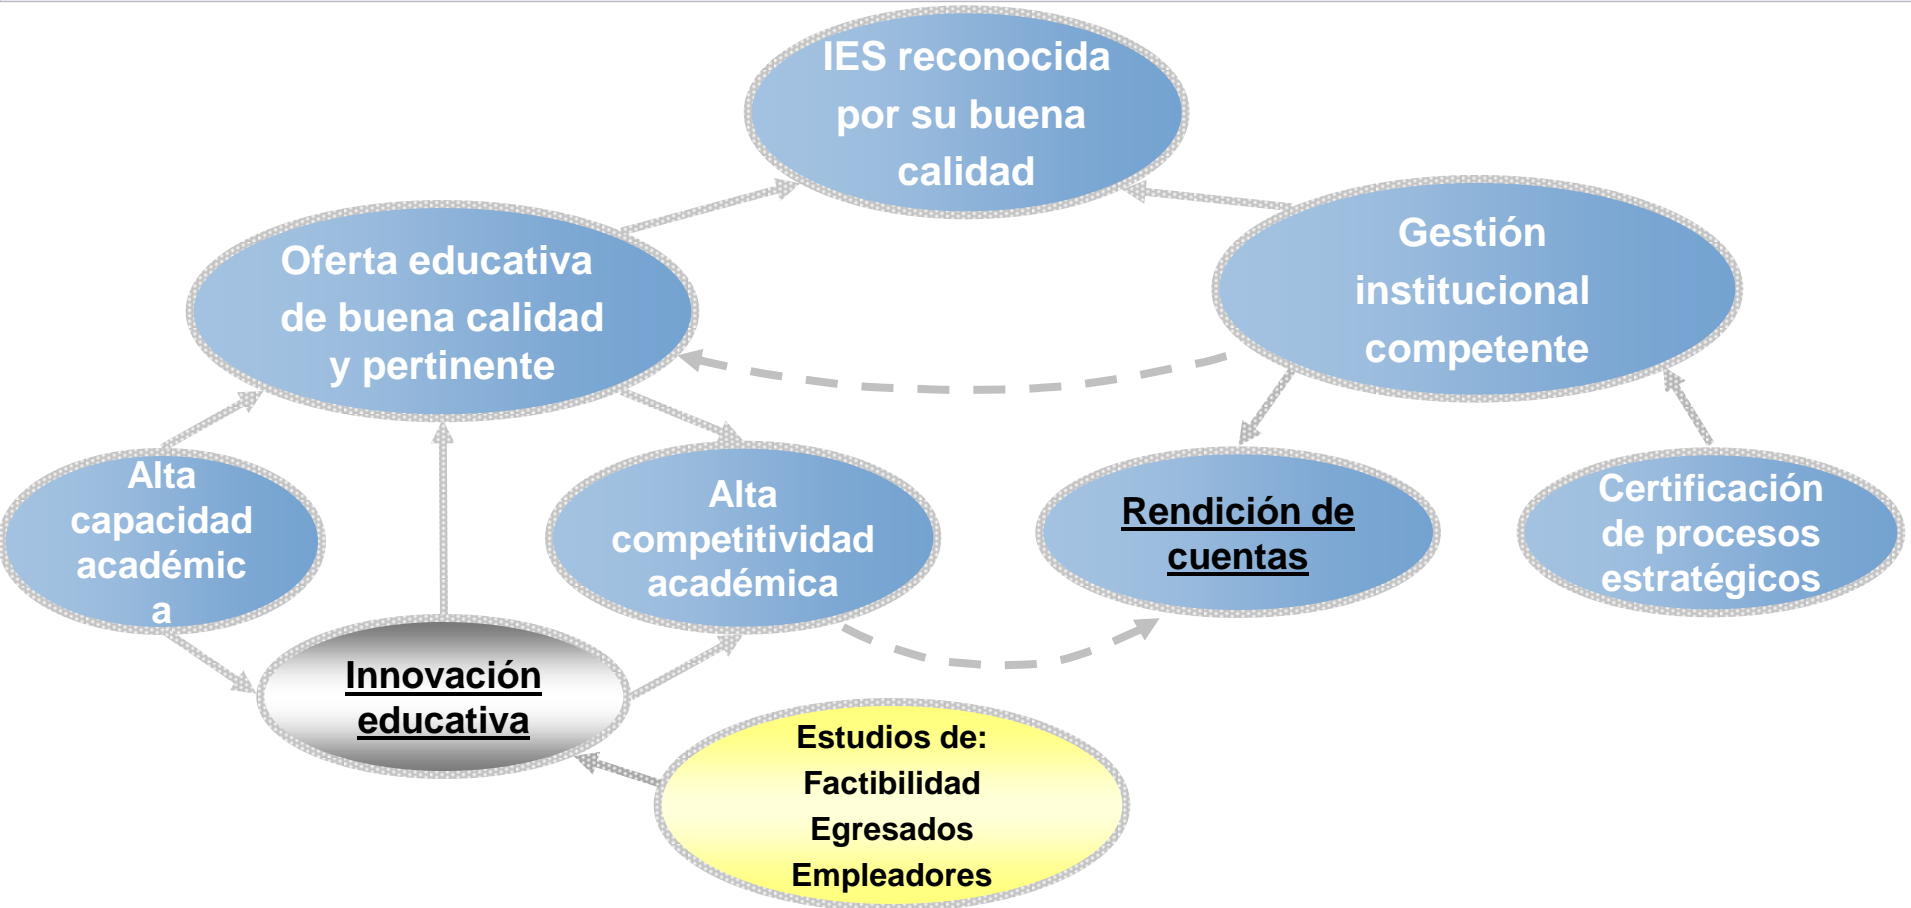 IES reconocida
por su buena
calidad
Oferta educativa
de buena calidad
y pertinente
Gestión
institucional
competente
Alta
capacidad
académic
a
Alta
competitividad
académica
Rendición de
cuentas
Certificación
de procesos
estratégicos
Innovación
educativa
Estudios de:
Factibilidad
Egresados
Empleadores